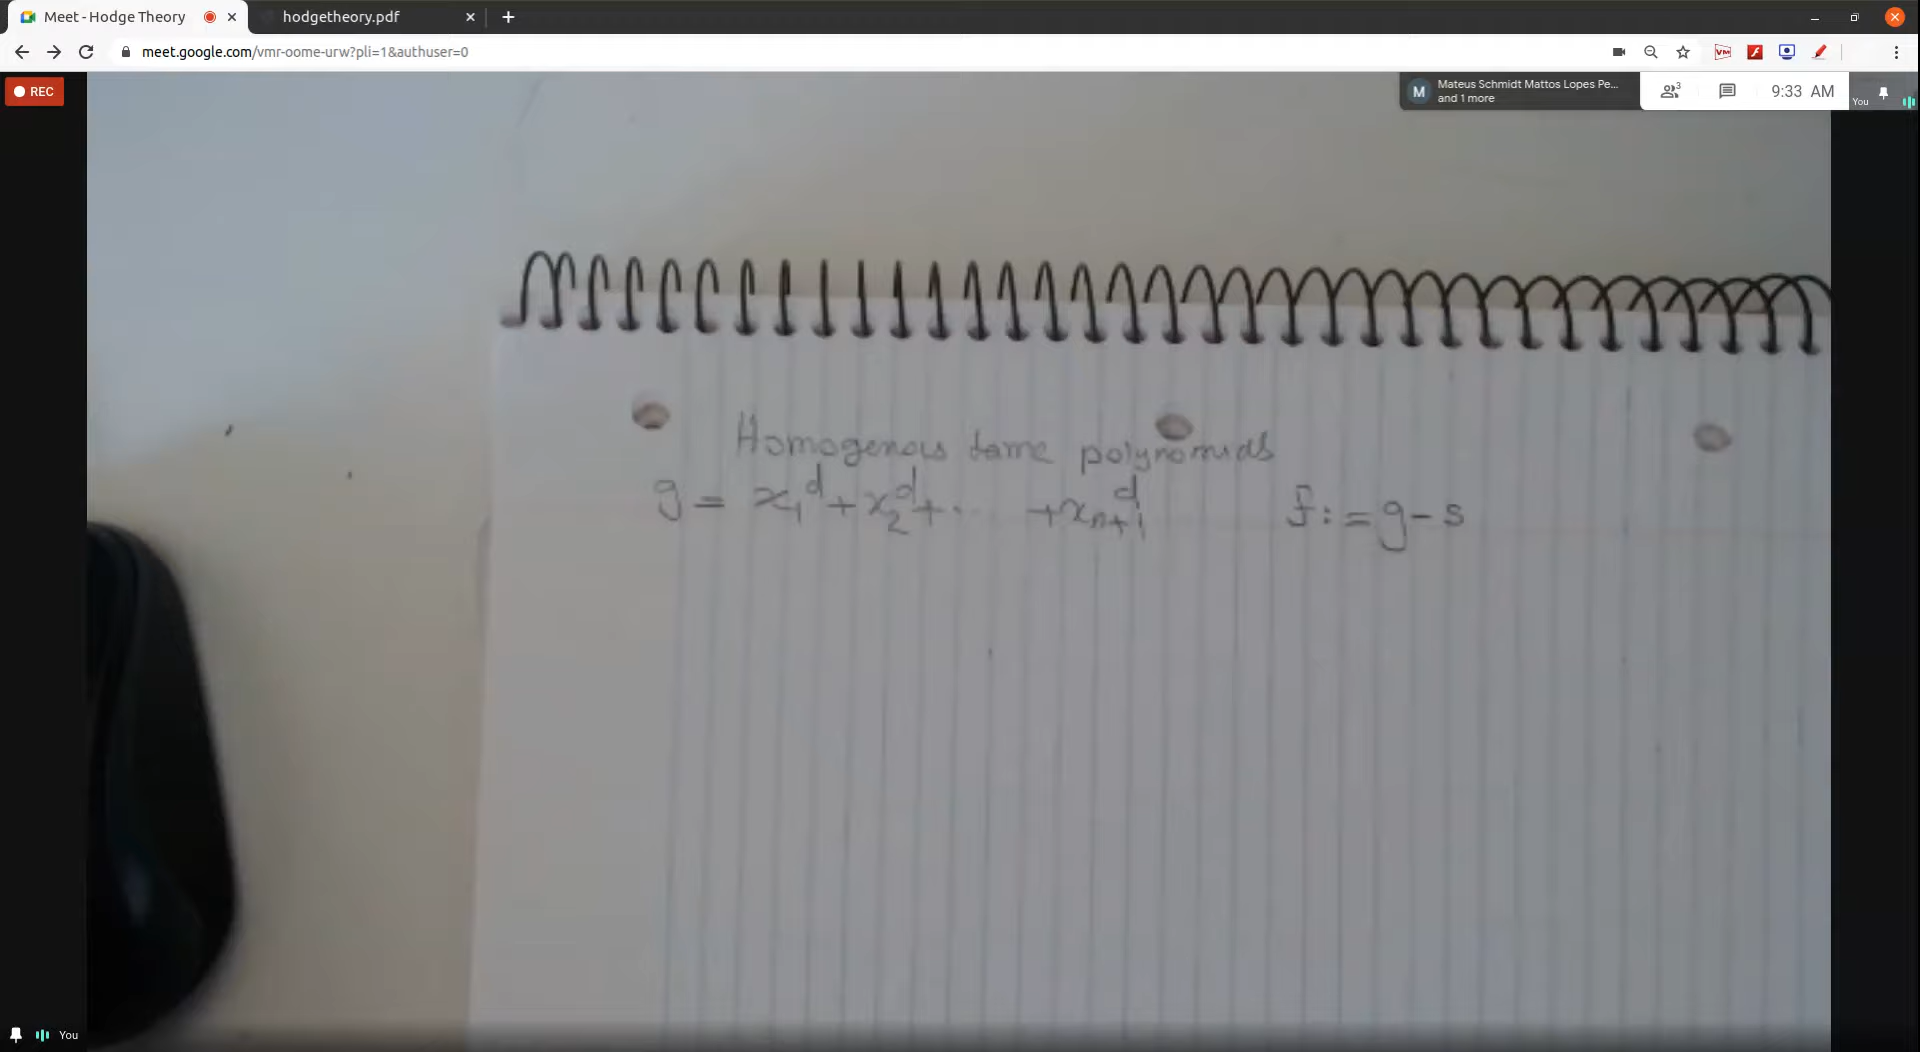 Meet - Hodge Theory
hodgetheory.pdf
meet.google.com/vmr-oome-urw?pli=1&authuser=0
REC
M
Mateus Schmidt Mattos Lopes Pe...
and 1 more
3
9:33 AM
You
Homogenous tame polynomials
g = x_1^d + x_2^d + ... + x_{n+1}^d
f := g - s
You